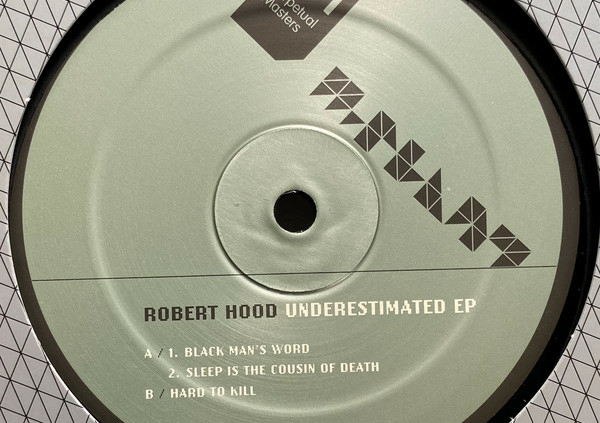 petual
Masters
ROBERT HOOD UNDERESTIMATED EP
A / 1. BLACK MAN'S WORD
2. SLEEP IS THE COUSIN OF DEATH
B / HARD TO KILL